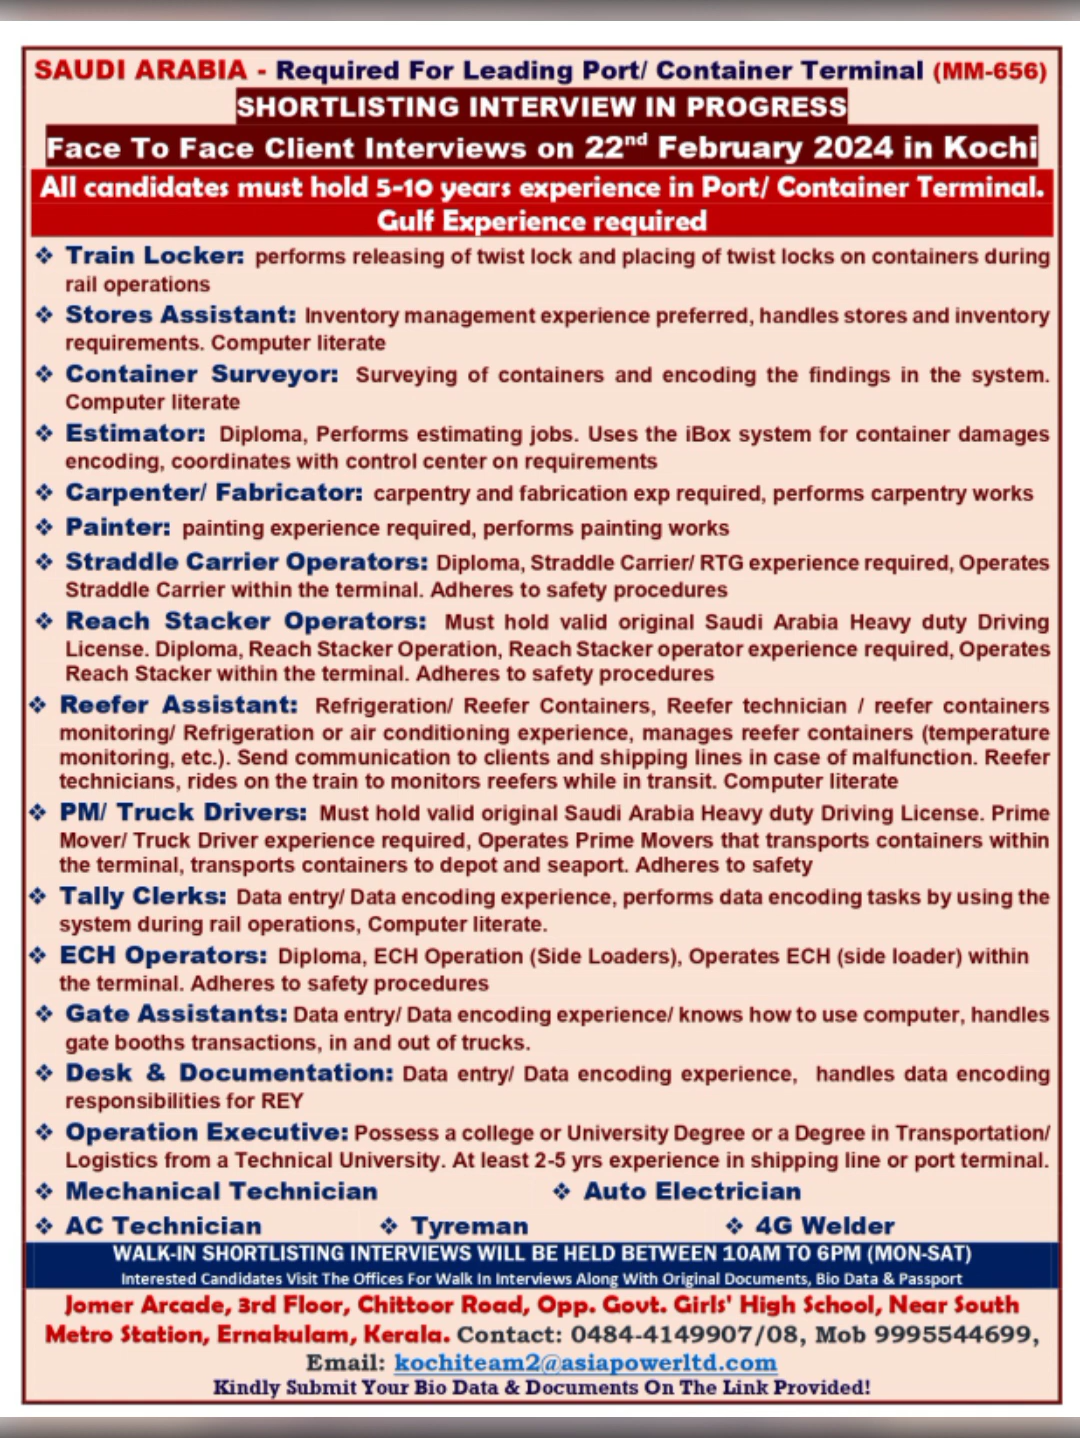 SAUDI ARABIA - Required For Leading Port/ Container Terminal (MM-656)
SHORTLISTING INTERVIEW IN PROGRESS
Face To Face Client Interviews on 22nd February 2024 in Kochi
All candidates must hold 5-10 years experience in Port/ Container Terminal.
Gulf Experience required
❖ Train Locker: performs releasing of twist lock and placing of twist locks on containers during
rail operations
❖ Stores Assistant: Inventory management experience preferred, handles stores and inventory
requirements. Computer literate
❖ Container Surveyor: Surveying of containers and encoding the findings in the system.
Computer literate
❖ Estimator: Diploma, Performs estimating jobs. Uses the iBox system for container damages
encoding, coordinates with control center on requirements
❖ Carpenter/ Fabricator: carpentry and fabrication exp required, performs carpentry works
❖ Painter: painting experience required, performs painting works
❖ Straddle Carrier Operators: Diploma, Straddle Carrier/ RTG experience required, Operates
Straddle Carrier within the terminal. Adheres to safety procedures
❖ Reach Stacker Operators: Must hold valid original Saudi Arabia Heavy duty Driving
License. Diploma, Reach Stacker Operation, Reach Stacker operator experience required, Operates
Reach Stacker within the terminal. Adheres to safety procedures
❖ Reefer Assistant: Refrigeration/ Reefer Containers, Reefer technician / reefer containers
monitoring/ Refrigeration or air conditioning experience, manages reefer containers (temperature
monitoring, etc.). Send communication to clients and shipping lines in case of malfunction. Reefer
technicians, rides on the train to monitors reefers while in transit. Computer literate
❖ PM/ Truck Drivers: Must hold valid original Saudi Arabia Heavy duty Driving License. Prime
Mover/ Truck Driver experience required, Operates Prime Movers that transports containers within
the terminal, transports containers to depot and seaport. Adheres to safety
❖ Tally Clerks: Data entry/ Data encoding experience, performs data encoding tasks by using the
system during rail operations, Computer literate.
❖ ECH Operators: Diploma, ECH Operation (Side Loaders), Operates ECH (side loader) within
the terminal. Adheres to safety procedures
❖ Gate Assistants: Data entry/ Data encoding experience/ knows how to use computer, handles
gate booths transactions, in and out of trucks.
❖ Desk & Documentation: Data entry/ Data encoding experience, handles data encoding
responsibilities for REY
❖ Operation Executive: Possess a college or University Degree or a Degree in Transportation/
Logistics from a Technical University. At least 2-5 yrs experience in shipping line or port terminal.
❖ Mechanical Technician ❖ Auto Electrician
❖ AC Technician ❖ Tyreman ❖ 4G Welder
WALK-IN SHORTLISTING INTERVIEWS WILL BE HELD BETWEEN 10AM TO 6PM (MON-SAT)
Interested Candidates Visit The Offices For Walk In Interviews Along With Original Documents, Bio Data & Passport
Jomer Arcade, 3rd Floor, Chittoor Road, Opp. Govt. Girls' High School, Near South
Metro Station, Ernakulam, Kerala. Contact: 0484-4149907/08, Mob 9995544699,
Email: kochiteam2@asiapowerltd.com
Kindly Submit Your Bio Data & Documents On The Link Provided!